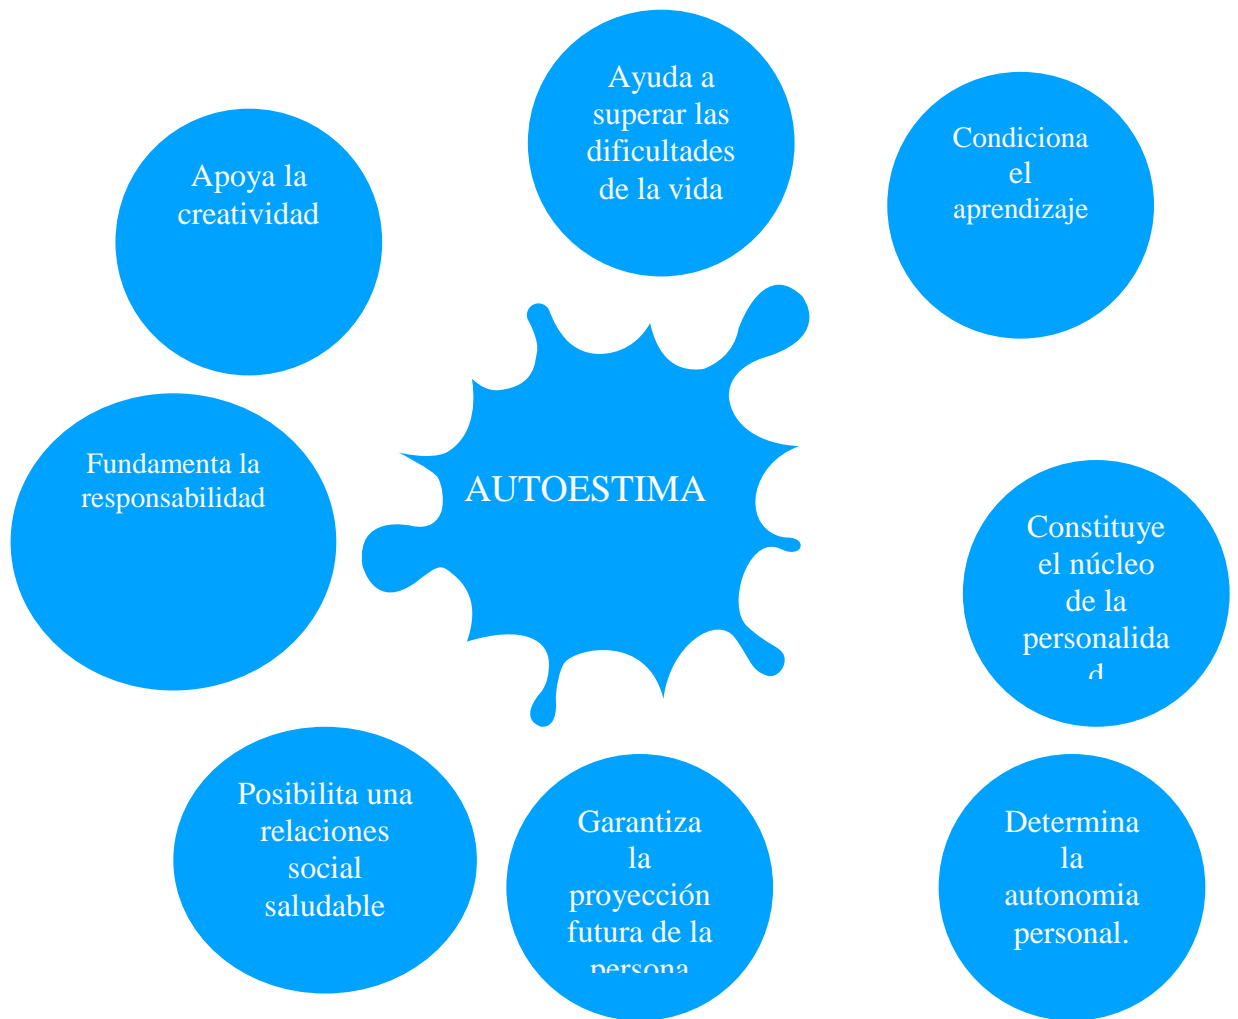 Ayuda a
superar las
dificultades
de la vida
Condiciona
el
aprendizaje
Apoya la
creatividad
Fundamenta la
responsabilidad
AUTOESTIMA
Constituye
el núcleo
de la
personalida
d
Posibilita una
relaciones
social
saludable
Garantiza
la
proyección
futura de la
persona
Determina
la
autonomia
personal.